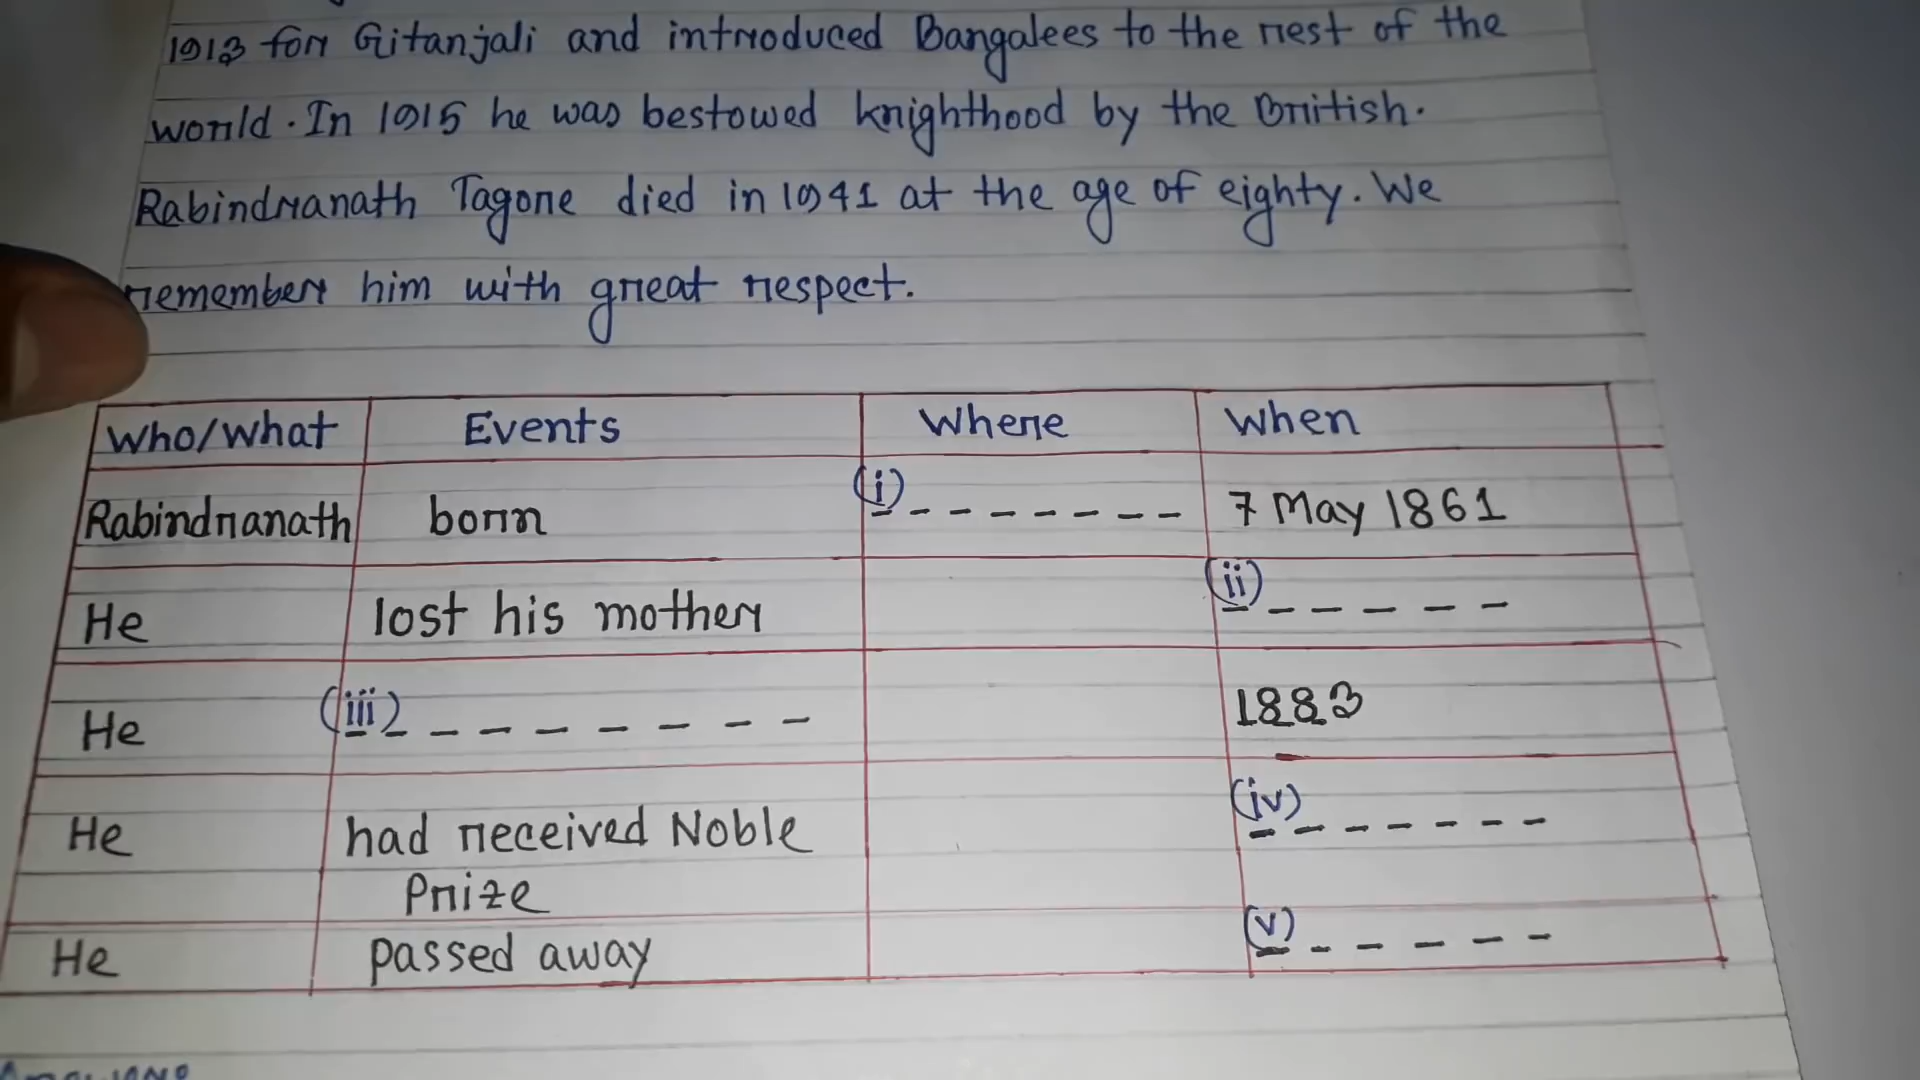 1913 for Gitanjali and introduced Bangalees to the rest of the
world. In 1915 he was bestowed knighthood by the British.
Rabindranath Tagore died in 1941 at the age of eighty. We
remember him with great respect.
Who/What Events Where When
Rabindranath born (i) _ _ _ _ _ _ _ _ 7 May 1861
He lost his mother (ii) _ _ _ _ _ _
He (iii) _ _ _ _ _ _ _ _ _ 1883
He had received Noble (iv) _ _ _ _ _ _ _
Prize
He passed away (v) _ _ _ _ _ _